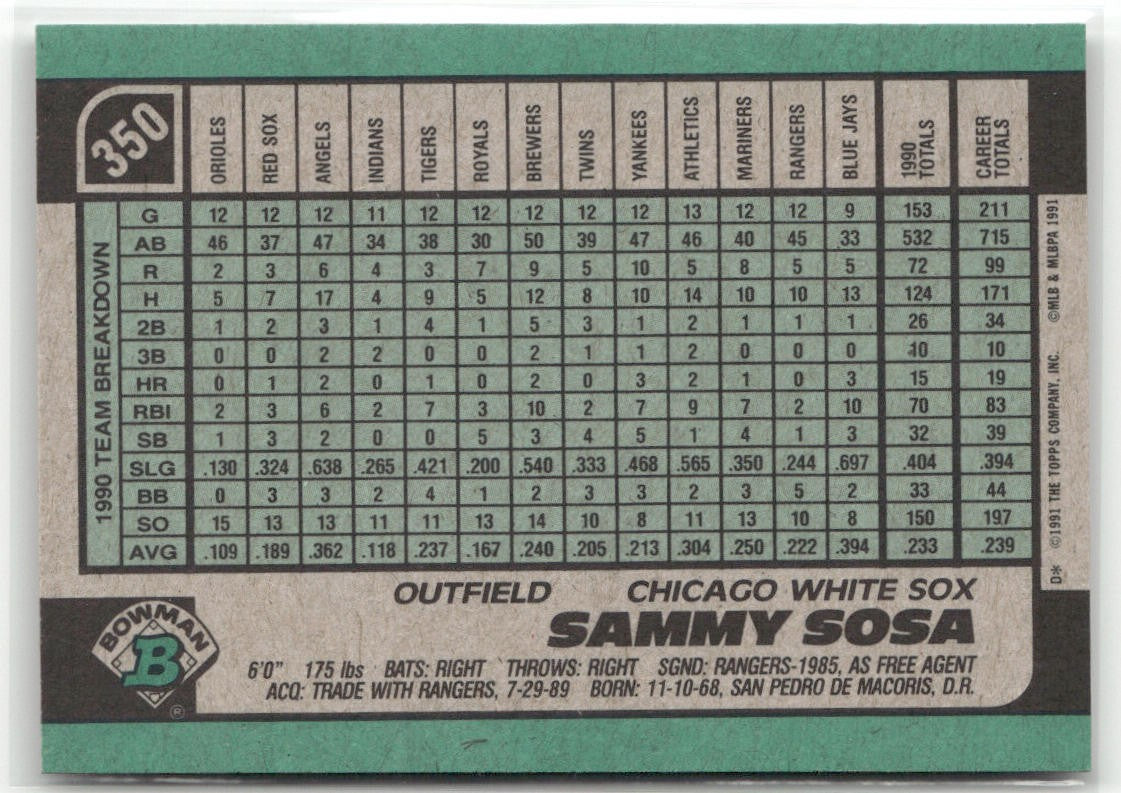 350
ORIOLES RED SOX ANGELS INDIANS TIGERS ROYALS BREWERS TWINS YANKEES ATHLETICS MARINERS RANGERS BLUE JAYS 1990 TOTALS CAREER TOTALS
1990 TEAM BREAKDOWN
G 12 12 12 11 12 12 12 12 12 13 12 12 9 153 211
AB 46 37 47 34 38 30 50 39 47 46 40 45 33 532 715
R 2 3 6 4 3 7 9 5 10 5 8 5 5 72 99
H 5 7 17 4 9 5 12 8 10 14 10 10 13 124 171
2B 1 2 3 1 4 1 5 3 1 2 1 1 1 26 34
3B 0 0 2 2 0 0 2 1 1 2 0 0 0 10 10
HR 0 1 2 0 1 0 2 0 3 2 1 0 3 15 19
RBI 2 3 6 2 7 3 10 2 7 9 7 2 10 70 83
SB 1 3 2 0 0 5 3 4 5 1 4 1 3 32 39
SLG .130 .324 .638 .265 .421 .200 .540 .333 .468 .565 .350 .244 .697 .404 .394
BB 0 3 3 2 4 1 2 3 3 2 3 5 2 33 44
SO 15 13 13 11 11 13 14 10 8 11 13 10 8 150 197
AVG .109 .189 .362 .118 .237 .167 .240 .205 .213 .304 .250 .222 .394 .233 .239
D* ©1991 THE TOPPS COMPANY, INC. ©MLB & MLBPA 1991
OUTFIELD CHICAGO WHITE SOX
SAMMY SOSA
BOWMAN
B
®
6'0" 175 lbs BATS: RIGHT THROWS: RIGHT SGND: RANGERS-1985, AS FREE AGENT
ACQ: TRADE WITH RANGERS, 7-29-89 BORN: 11-10-68, SAN PEDRO DE MACORIS, D.R.